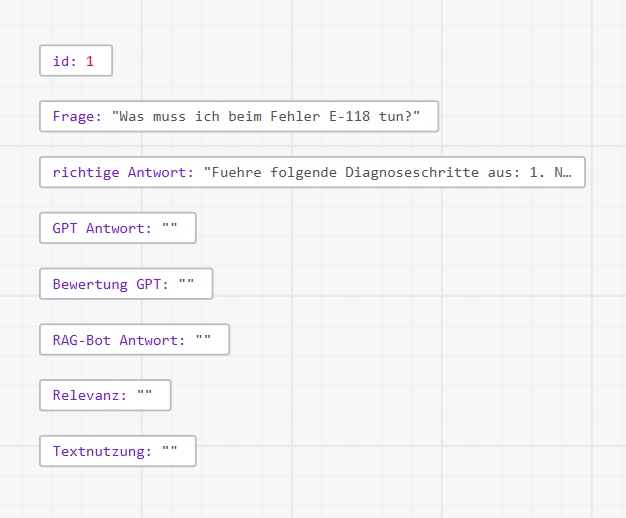 id: 1
Frage: "Was muss ich beim Fehler E-118 tun?"
richtige Antwort: "Fuehre folgende Diagnoseschritte aus: 1. N…
GPT Antwort: ""
Bewertung GPT: ""
RAG-Bot Antwort: ""
Relevanz: ""
Textnutzung: ""